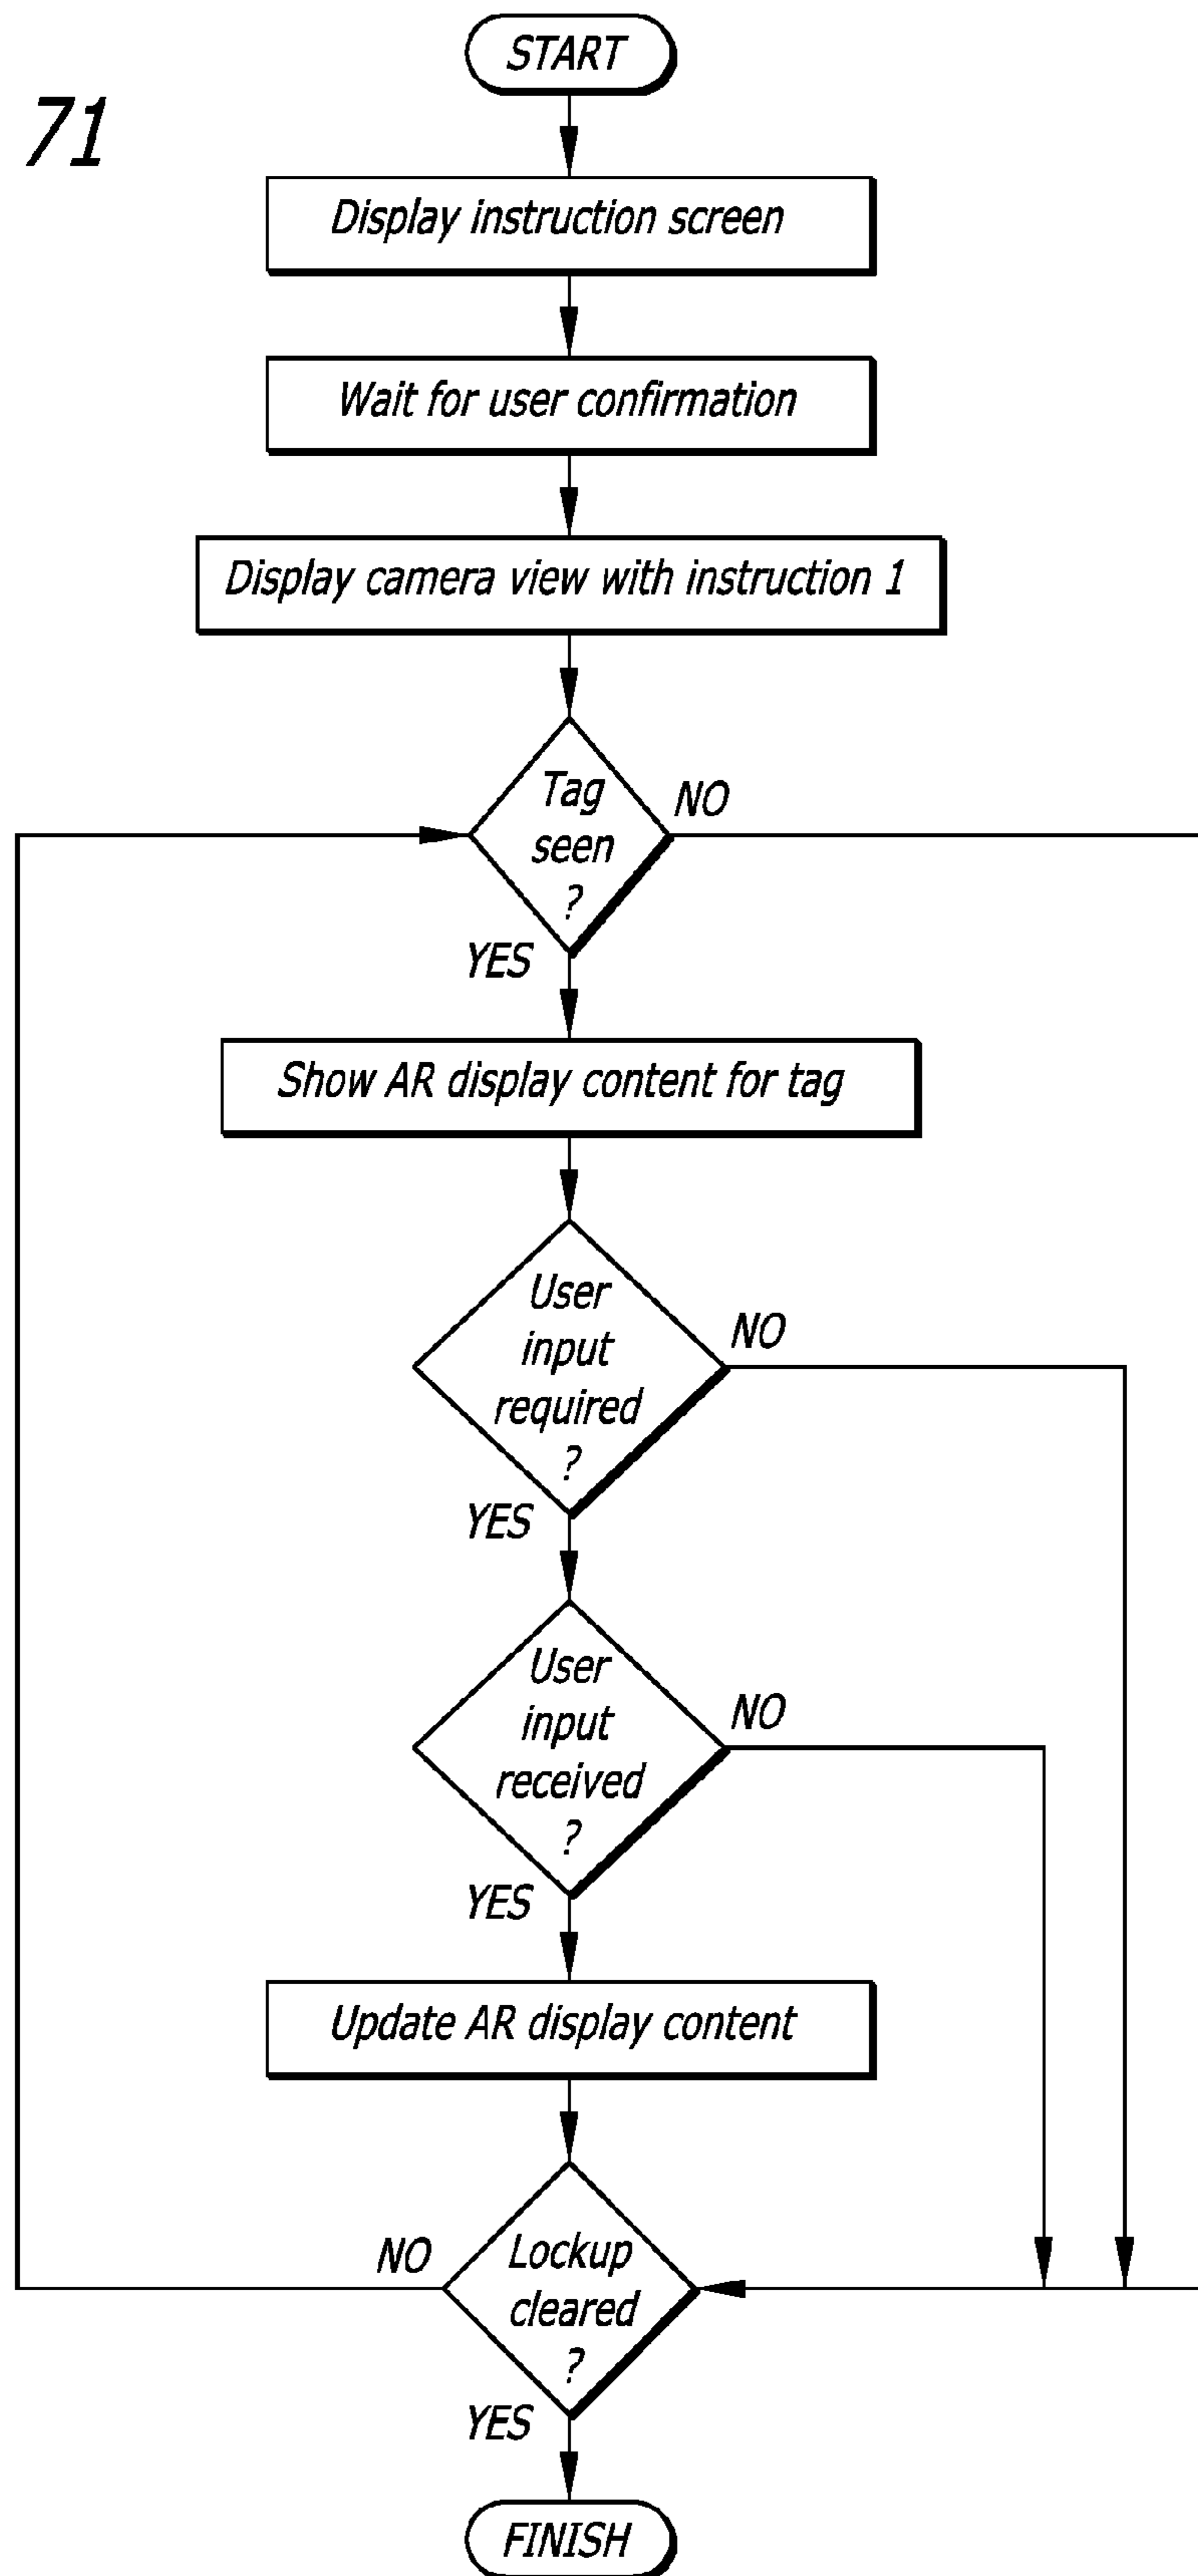 START
71
Display instruction screen
Wait for user confirmation
Display camera view with instruction 1
Tag
seen
?
NO
YES
Show AR display content for tag
User
input
required
?
NO
YES
User
input
received
?
NO
YES
Update AR display content
Lockup
cleared
?
NO
YES
FINISH